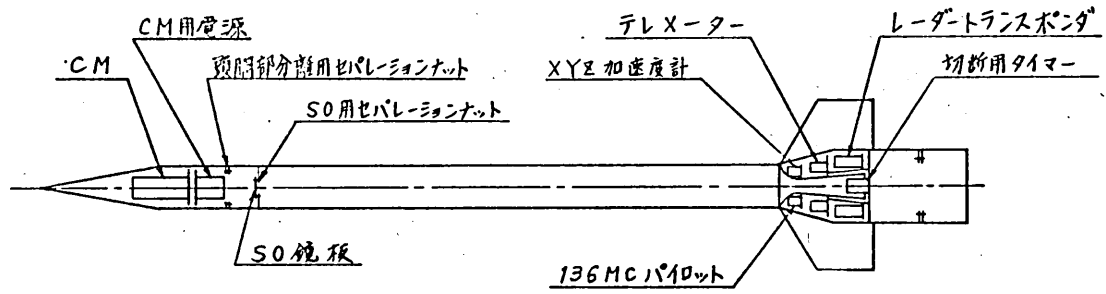 CM用電源
CM
頭胴部分離用セパレーションナット
SO用セパレーションナット
SO鏡板
テレメーター
XYZ加速度計
レーダートランスポンダ
切断用タイマー
136MCパイロット